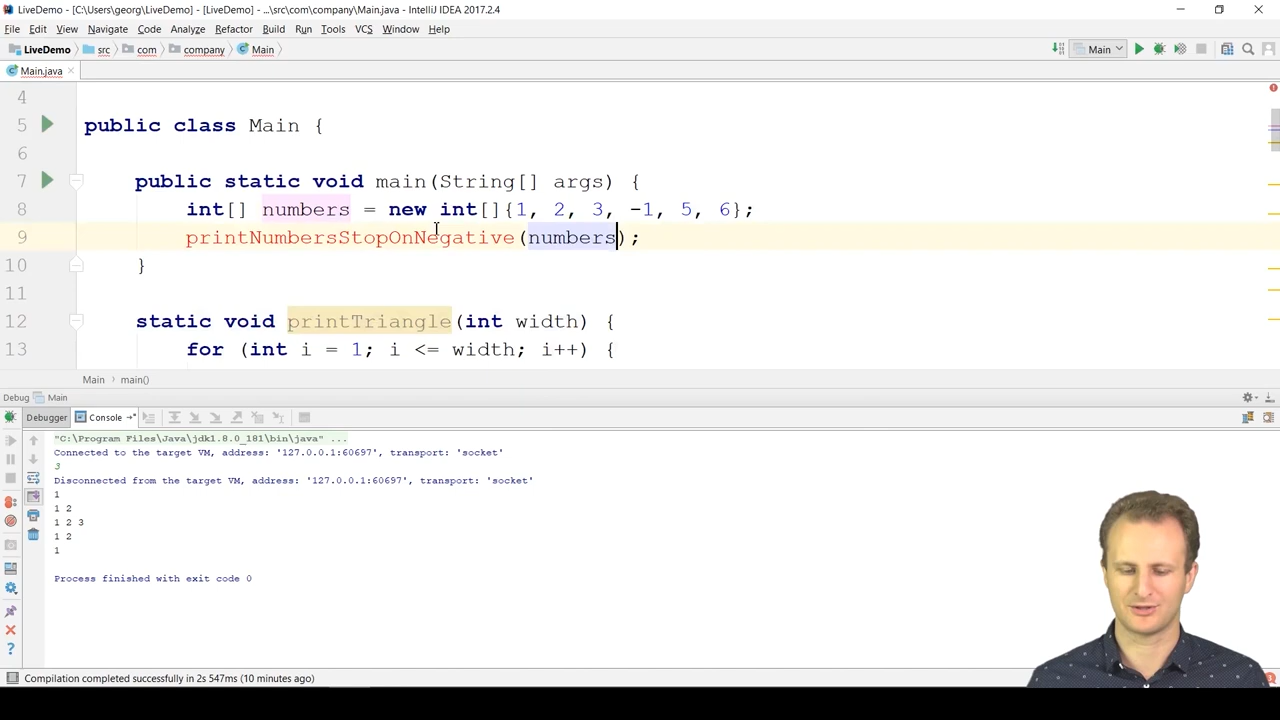 LiveDemo - [C:\Users\georg\LiveDemo] - [LiveDemo] - ...\src\com\company\Main.java - IntelliJ IDEA 2017.2.4
File Edit View Navigate Code Analyze Refactor Build Run Tools VCS Window Help
LiveDemo src com company Main Main
Main.java
4
5 public class Main {
6
7 public static void main(String[] args) {
8 int[] numbers = new int[]{1, 2, 3, -1, 5, 6};
9 printNumbersStopOnNegative(numbers);
10 }
11
12 static void printTriangle(int width) {
13 for (int i = 1; i <= width; i++) {
Main main()
Debug Main
Debugger Console
"C:\Program Files\Java\jdk1.8.0_181\bin\java" ...
Connected to the target VM, address: '127.0.0.1:60697', transport: 'socket'
3
Disconnected from the target VM, address: '127.0.0.1:60697', transport: 'socket'
1
1 2
1 2 3
1 2
1
Process finished with exit code 0
Compilation completed successfully in 2s 547ms (10 minutes ago)